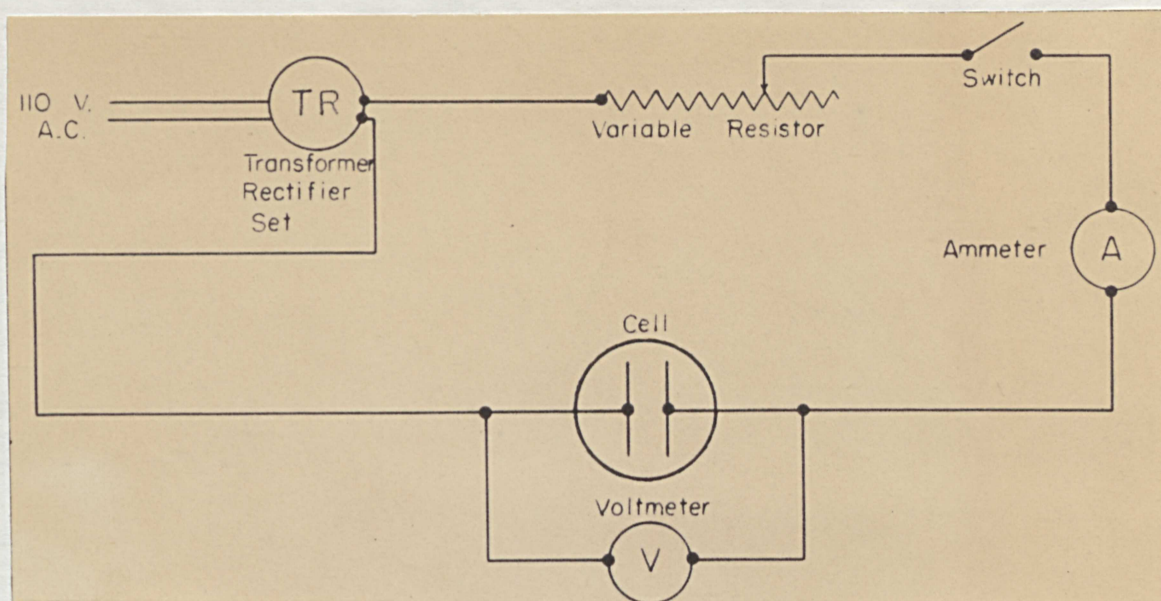 110 V.
A.C.
TR
Transformer
Rectifier
Set
Variable Resistor
Switch
Ammeter
A
Cell
Voltmeter
V